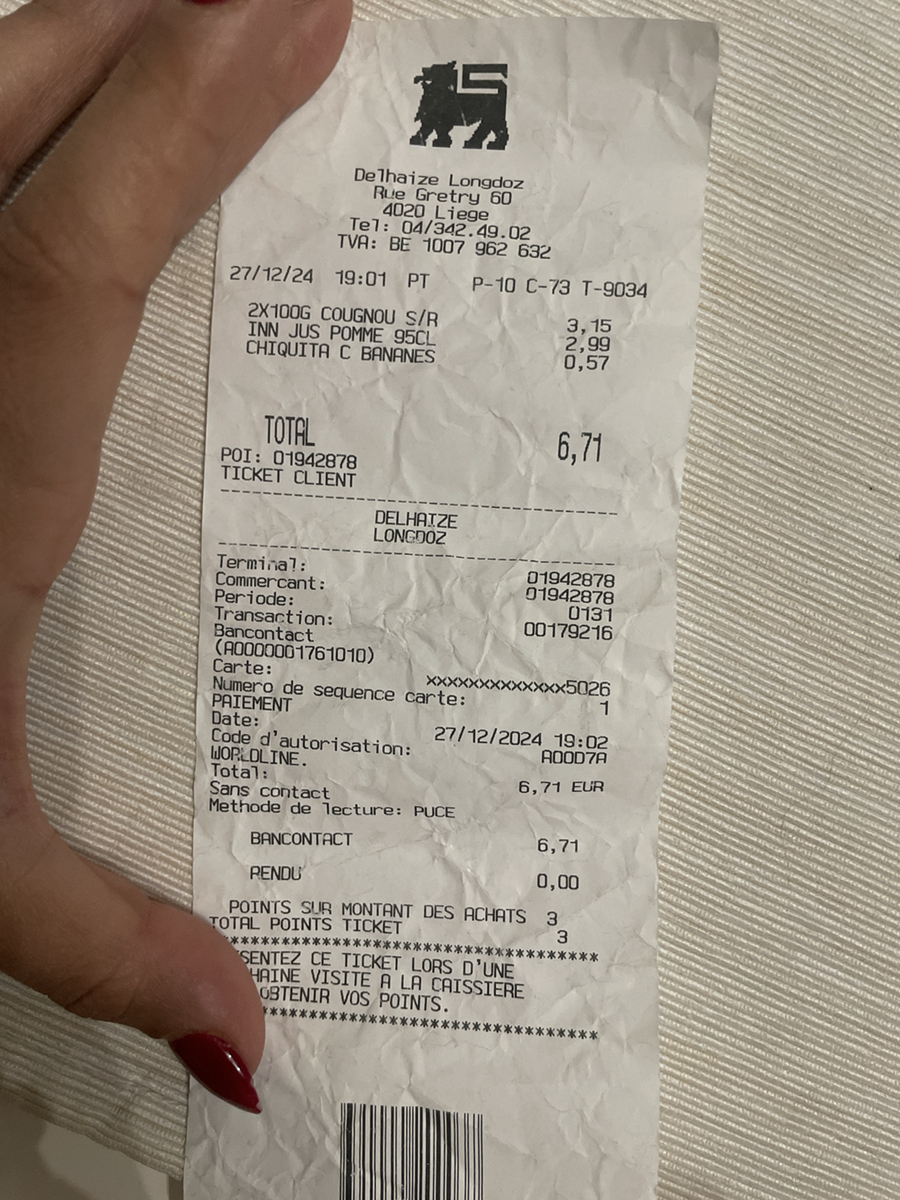 Delhaize Longdoz
Rue Gretry 60
4020 Liege
Tel: 04/342.49.02
TVA: BE 1007 962 632
27/12/24 19:01 PT P-10 C-73 T-9034
2X100G COUGNOU S/R 3,15
INN JUS POMME 95CL 2,99
CHIQUITA C BANANES 0,57
TOTAL 6,71
POI: 01942878
TICKET CLIENT
DELHAIZE
LONGDOZ
Terminal: 01942878
Commercant: 01942878
Periode: 0131
Transaction: 00179216
Bancontact
(A0000001761010)
Carte: xxxxxxxxxxxxx5026
Numero de sequence carte: 1
PAIEMENT
Date: 27/12/2024 19:02
Code d'autorisation: A00D7A
WORLDLINE.
Total: 6,71 EUR
Sans contact
Methode de lecture: PUCE
BANCONTACT 6,71
RENDU 0,00
POINTS SUR MONTANT DES ACHATS 3
TOTAL POINTS TICKET 3
****************************************
SENTEZ CE TICKET LORS D'UNE
HAINE VISITE A LA CAISSIERE
OBTENIR VOS POINTS.
****************************************